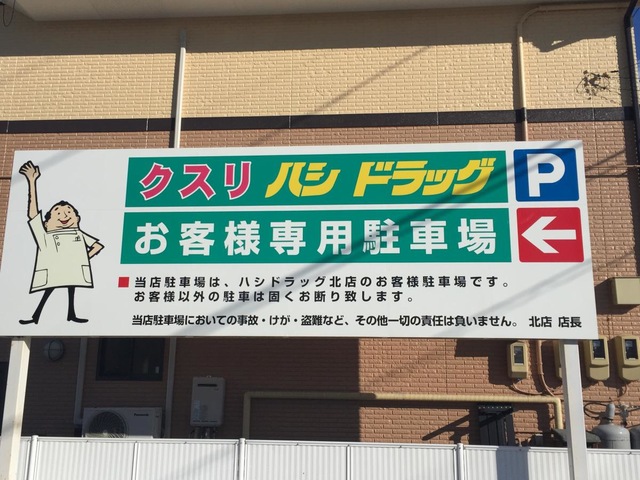 クスリ ハシ ドラッグ P
お客様専用駐車場 ←
■当店駐車場は、ハシドラッグ北店のお客様駐車場です。
お客様以外の駐車は固くお断り致します。
当店駐車場においての事故・けが・盗難など、その他一切の責任は負いません。 北店 店長